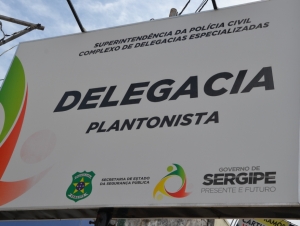 SUPERINTENDÊNCIA DA POLÍCIA CIVIL
COMPLEXO DE DELEGACIAS ESPECIALIZADAS
DELEGACIA
PLANTONISTA
SECRETARIA DE ESTADO
DA SEGURANÇA PÚBLICA
GOVERNO DE
SERGIPE
PRESENTE E FUTURO